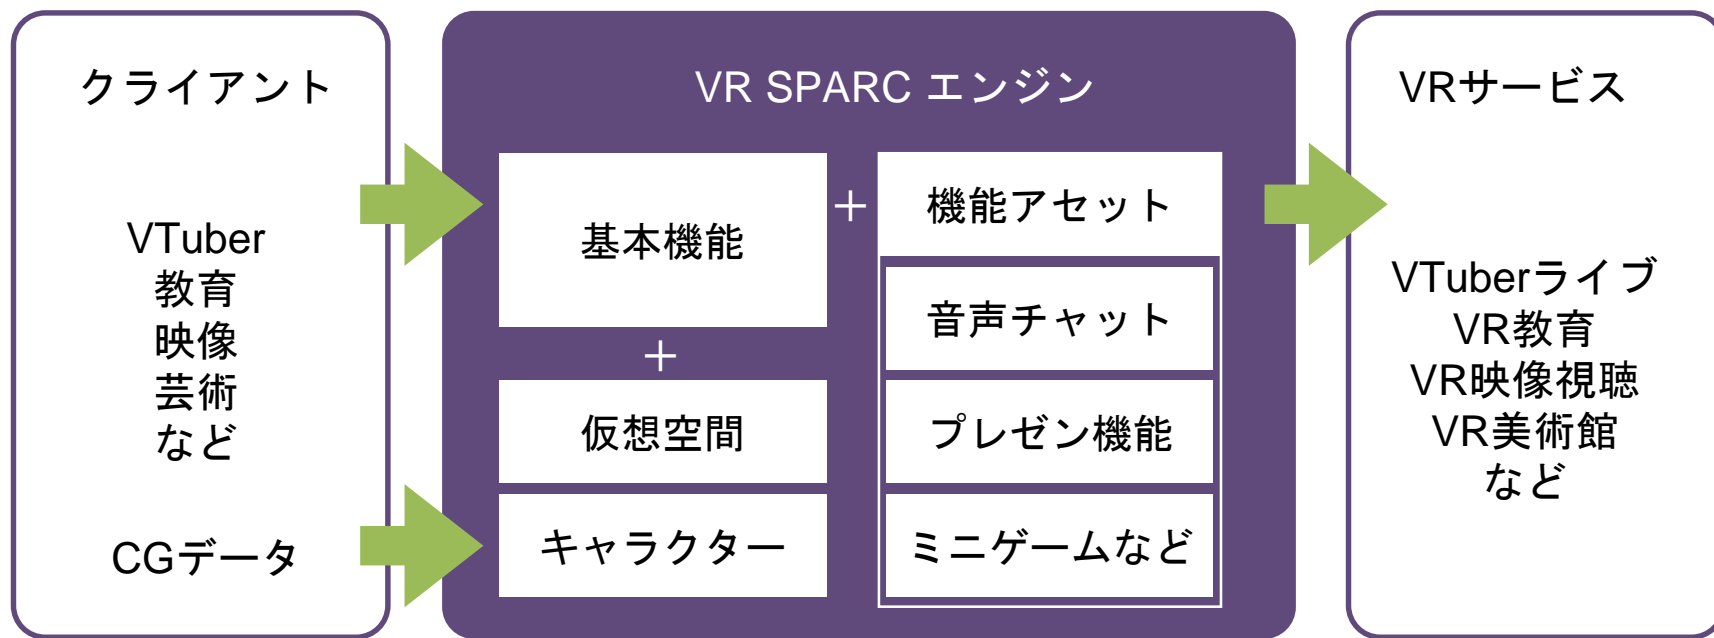 クライアント
VTuber
教育
映像
芸術
など
CGデータ
VR SPARC エンジン
基本機能
＋
仮想空間
キャラクター
＋
機能アセット
音声チャット
プレゼン機能
ミニゲームなど
VRサービス
VTuberライブ
VR教育
VR映像視聴
VR美術館
など